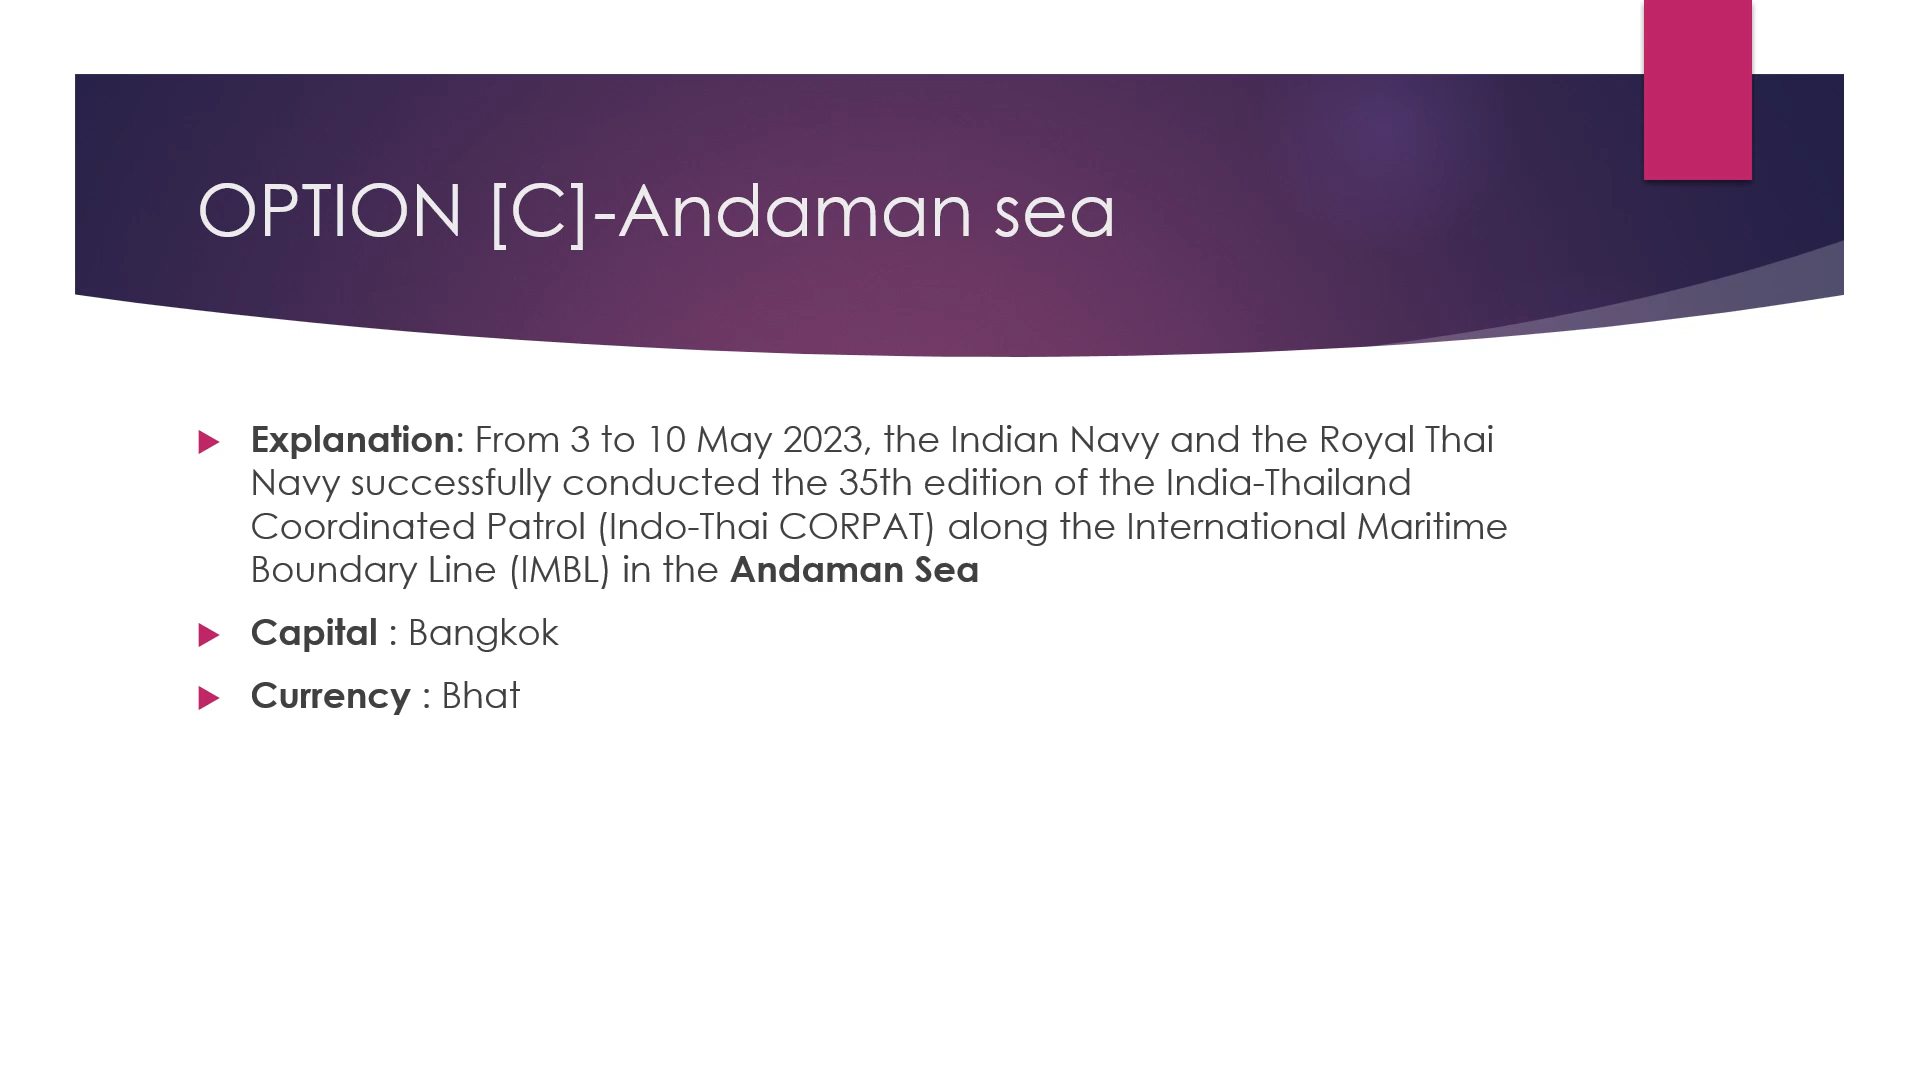 OPTION [C]-Andaman sea
Explanation: From 3 to 10 May 2023, the Indian Navy and the Royal Thai
Navy successfully conducted the 35th edition of the India-Thailand
Coordinated Patrol (Indo-Thai CORPAT) along the International Maritime
Boundary Line (IMBL) in the Andaman Sea
Capital : Bangkok
Currency : Bhat